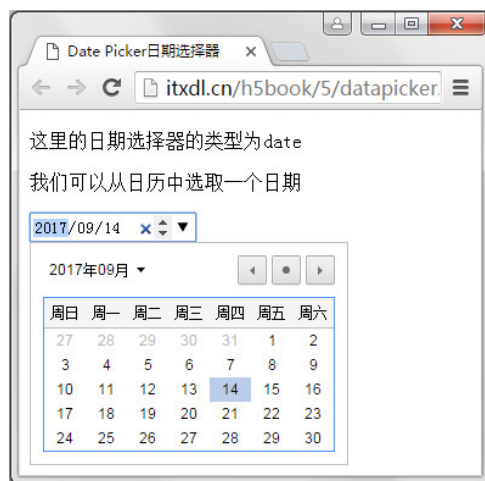 Date Picker日期选择器
itxdl.cn/h5book/5/datapicker.
这里的日期选择器的类型为date
我们可以从日历中选取一个日期
2017/09/14
2017年09月
周日 周一 周二 周三 周四 周五 周六
27 28 29 30 31 1 2
3 4 5 6 7 8 9
10 11 12 13 14 15 16
17 18 19 20 21 22 23
24 25 26 27 28 29 30